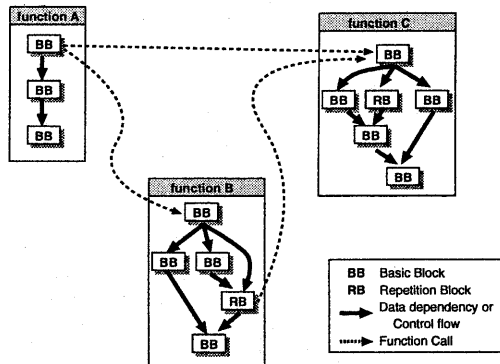 function A
BB
BB
BB
function C
BB
BB RB BB
BB
BB
function B
BB
BB BB
RB
BB
BB Basic Block
RB Repetition Block
Data dependency or
Control flow
Function Call